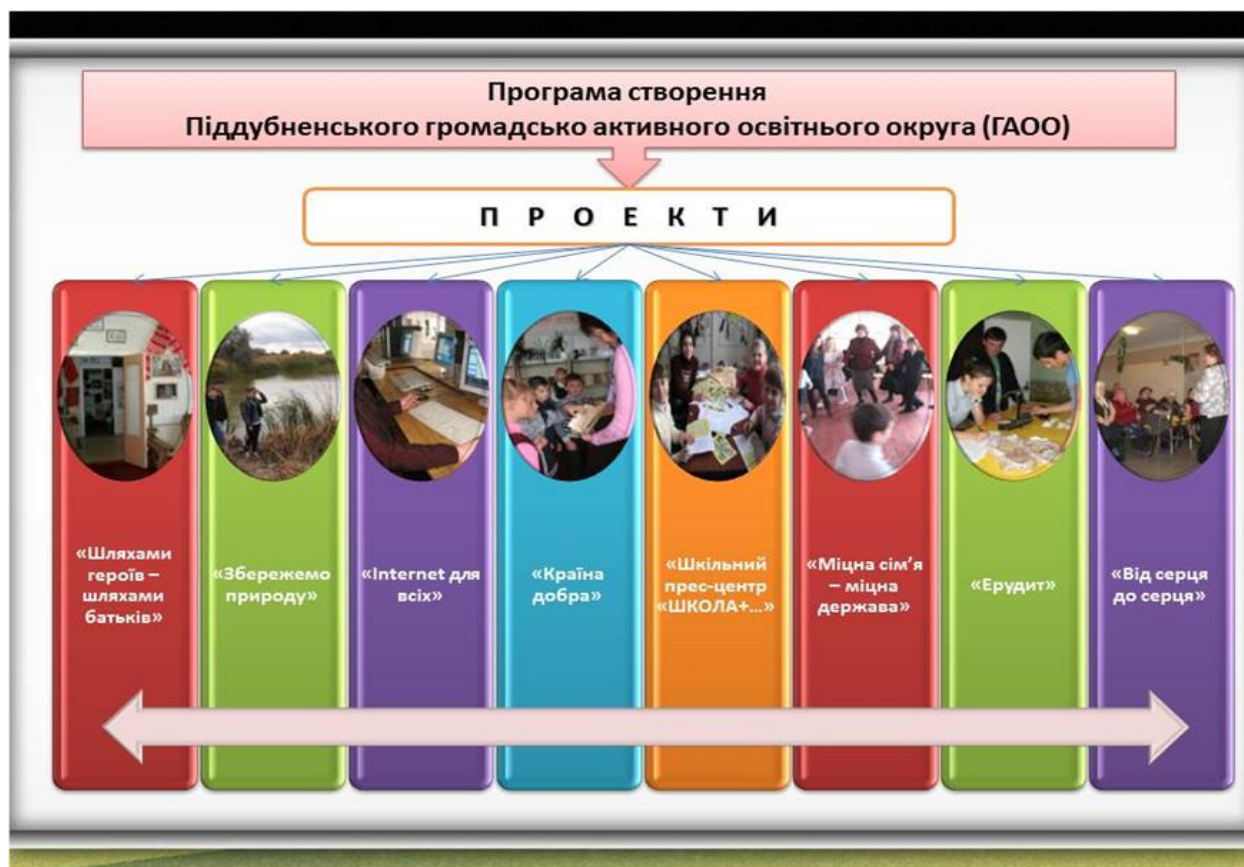 Програма створення
Піддубненського громадсько активного освітнього округа (ГАОО)
П Р О Е К Т И
«Шляхами
героїв –
шляхами
батьків»
«Збережемо
природу»
«Internet для
всіх»
«Країна
добра»
«Шкільний
прес-центр
«ШКОЛА+...»
«Міцна сім’я
– міцна
держава»
«Ерудит»
«Від серця
до серця»